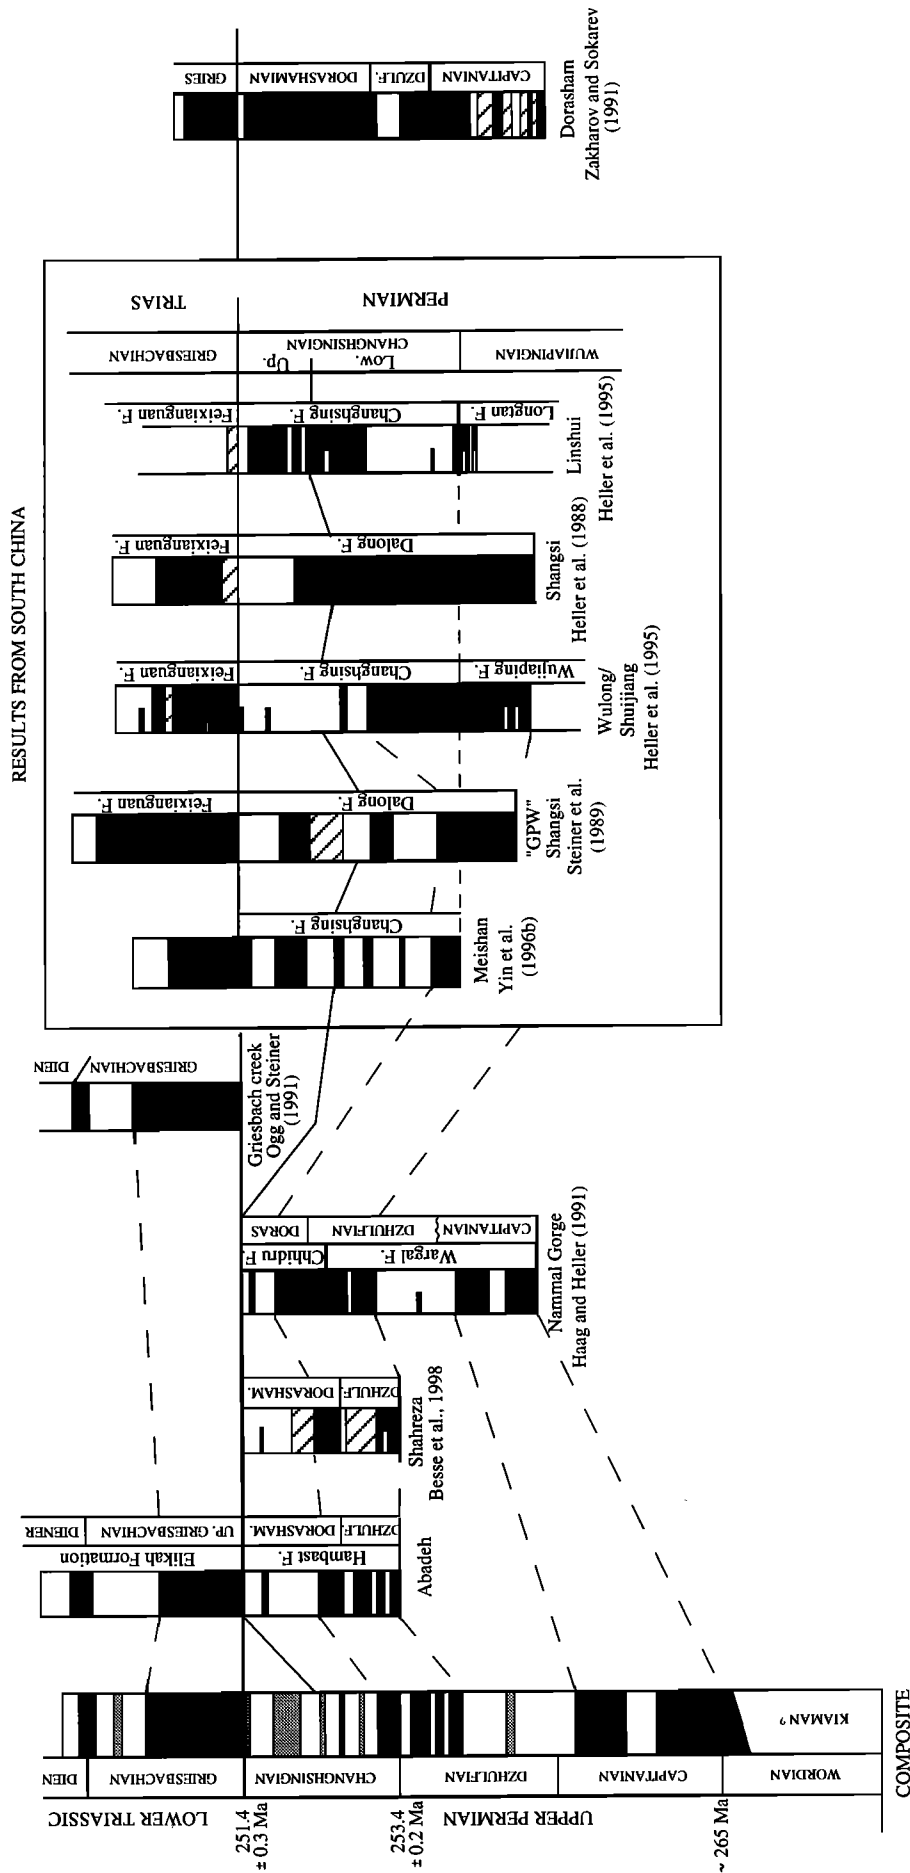 RESULTS FROM SOUTH CHINA
COMPOSITE
LOWER TRIASSIC
UPPER PERMIAN
251.4
± 0.3 Ma
253.4
± 0.2 Ma
~ 265 Ma
DIEN
GRIESBACHIAN
CHANGHSINGIAN
DZHULFIAN
CAPITANIAN
WORDIAN
KIAMAN ?
Abadeh
Elikah Formation
Hambast F.
DIENER
UP. GRIESBACHIAN
DORASHAM.
DZHULF.
Shahreza
Besse et al., 1998
DORASHAM.
DZHULF.
Nammal Gorge
Haag and Heller (1991)
Chhidru F.
Wargal F.
DORAS
DZHULFIAN
CAPITANIAN
Griesbach creek
Ogg and Steiner
(1991)
DIEN
GRIESBACHIAN
Meishan
Yin et al.
(1996b)
Changhsing F.
"GPW"
Shangsi
Steiner et al.
(1989)
Feixianguan F.
Dalong F.
Wulong/
Shuijiang
Heller et al. (1995)
Feixianguan F.
Changhsing F.
Wujiaping F.
Shangsi
Heller et al. (1988)
Feixianguan F.
Dalong F.
Linshui
Heller et al. (1995)
Feixianguan F.
Changhsing F.
Longtan F.
GRIESBACHIAN
Up.
Low.
CHANGHSINGIAN
WUJIAPINGIAN
TRIAS
PERMIAN
Dorasham
Zakharov and Sokarev
(1991)
GRIES
DORASHAMIAN
DZULF.
CAPITANIAN